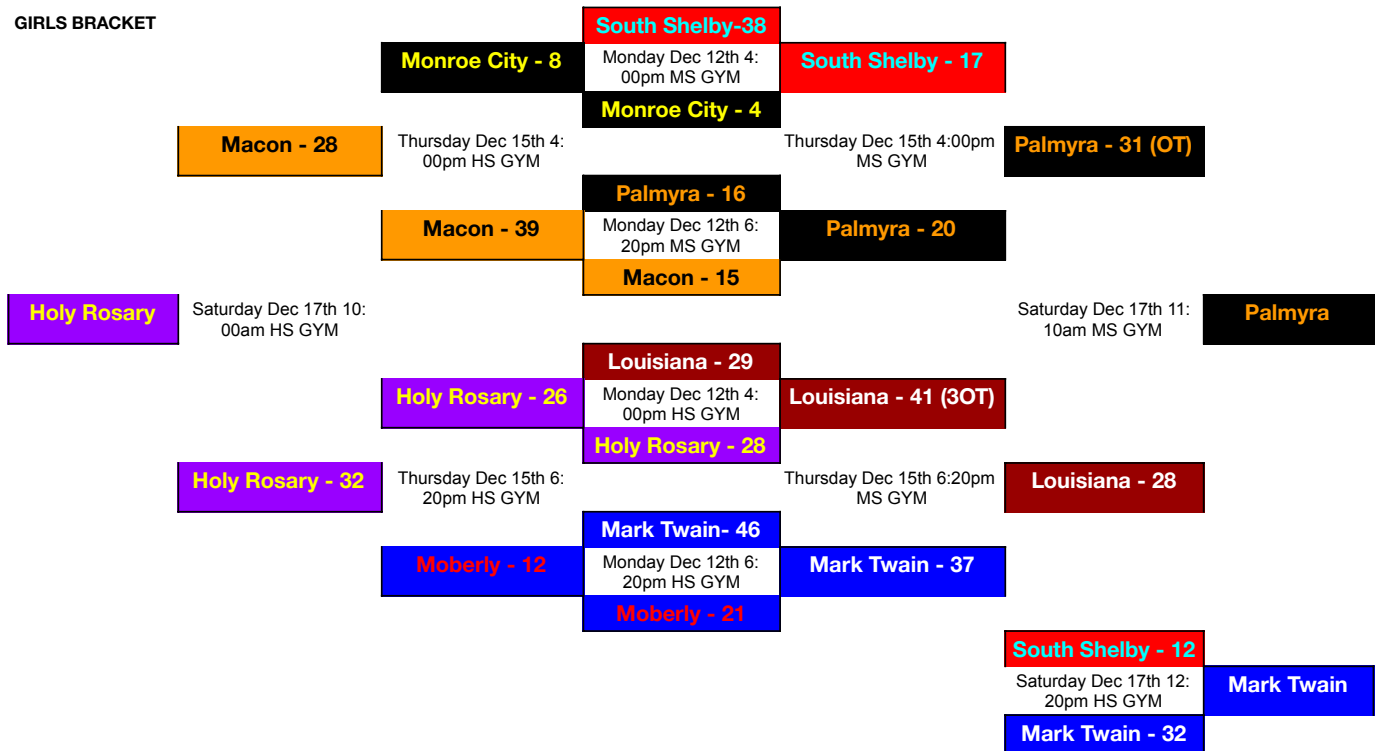 GIRLS BRACKET
South Shelby-38
Monroe City - 8
Monday Dec 12th 4:
00pm MS GYM
South Shelby - 17
Monroe City - 4
Macon - 28
Thursday Dec 15th 4:
00pm HS GYM
Thursday Dec 15th 4:00pm
MS GYM
Palmyra - 31 (OT)
Palmyra - 16
Macon - 39
Monday Dec 12th 6:
20pm MS GYM
Palmyra - 20
Macon - 15
Holy Rosary
Saturday Dec 17th 10:
00am HS GYM
Saturday Dec 17th 11:
10am MS GYM
Palmyra
Louisiana - 29
Holy Rosary - 26
Monday Dec 12th 4:
00pm HS GYM
Louisiana - 41 (3OT)
Holy Rosary - 28
Holy Rosary - 32
Thursday Dec 15th 6:
20pm HS GYM
Thursday Dec 15th 6:20pm
MS GYM
Louisiana - 28
Mark Twain- 46
Moberly - 12
Monday Dec 12th 6:
20pm HS GYM
Mark Twain - 37
Moberly - 21
South Shelby - 12
Saturday Dec 17th 12:
20pm HS GYM
Mark Twain
Mark Twain - 32